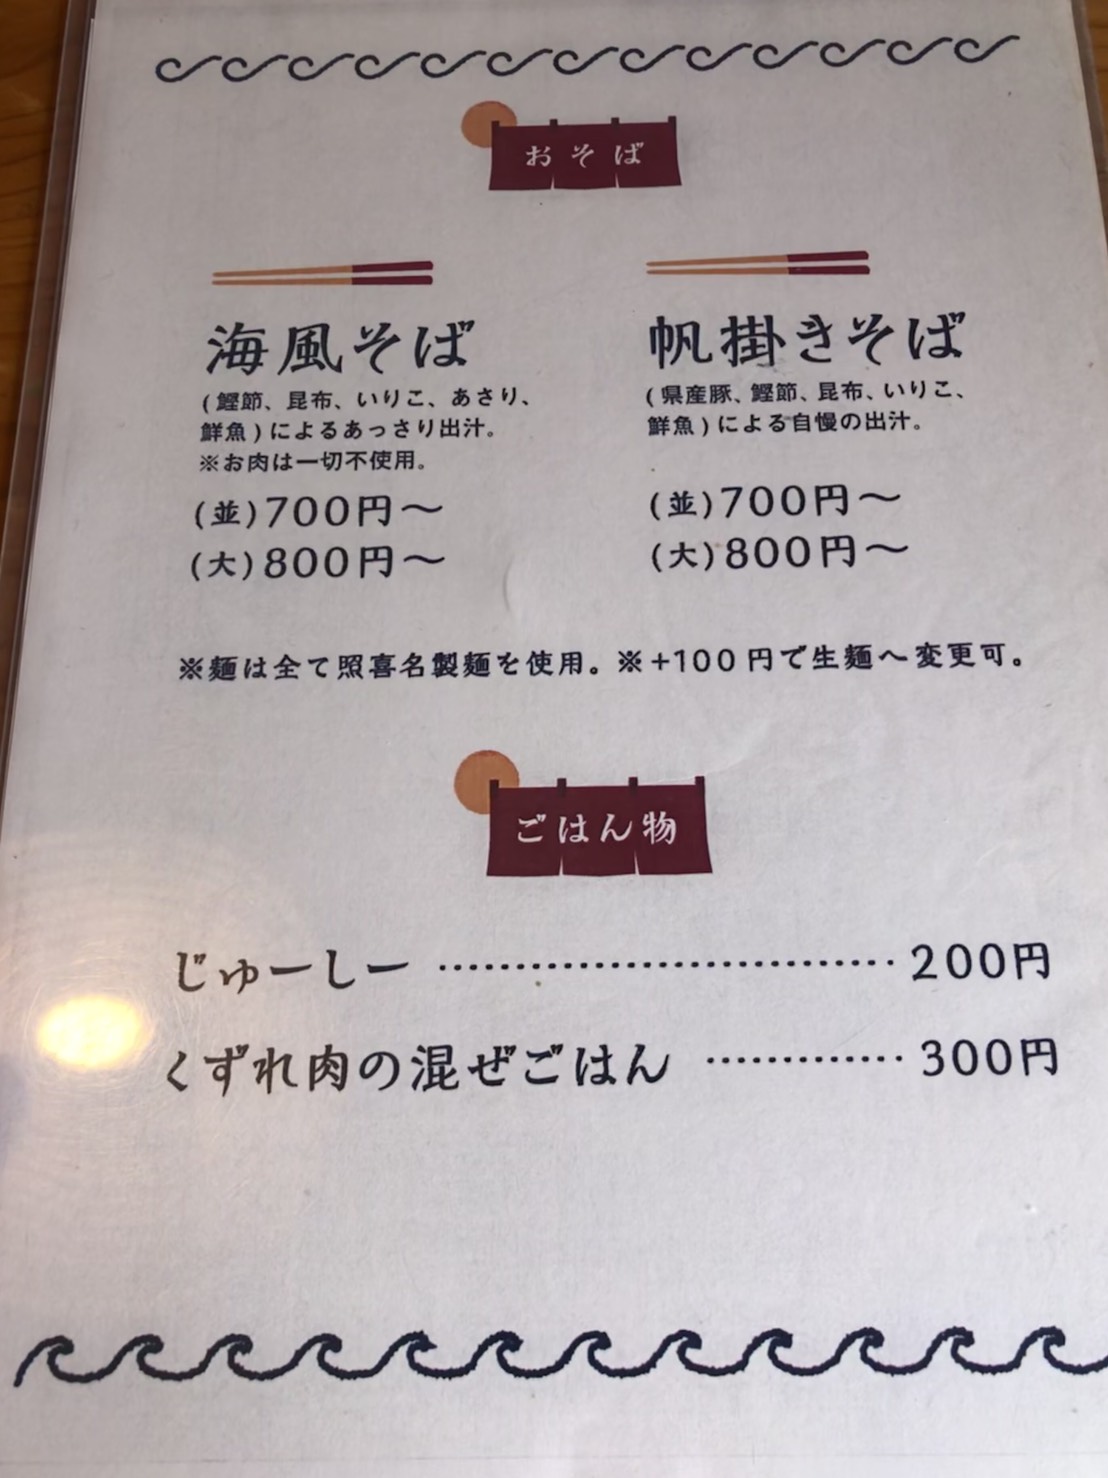 おそば
海風そば
(鰹節、昆布、いりこ、あさり、
鮮魚)によるあっさり出汁。
※お肉は一切不使用。
(並)700円〜
(大)800円〜
帆掛きそば
(県産豚、鰹節、昆布、いりこ、
鮮魚)による自慢の出汁。
(並)700円〜
(大)800円〜
※麺は全て照喜名製麺を使用。※+100円で生麺へ変更可。
ごはん物
じゅーしー ………………………… 200円
くずれ肉の混ぜごはん ………… 300円